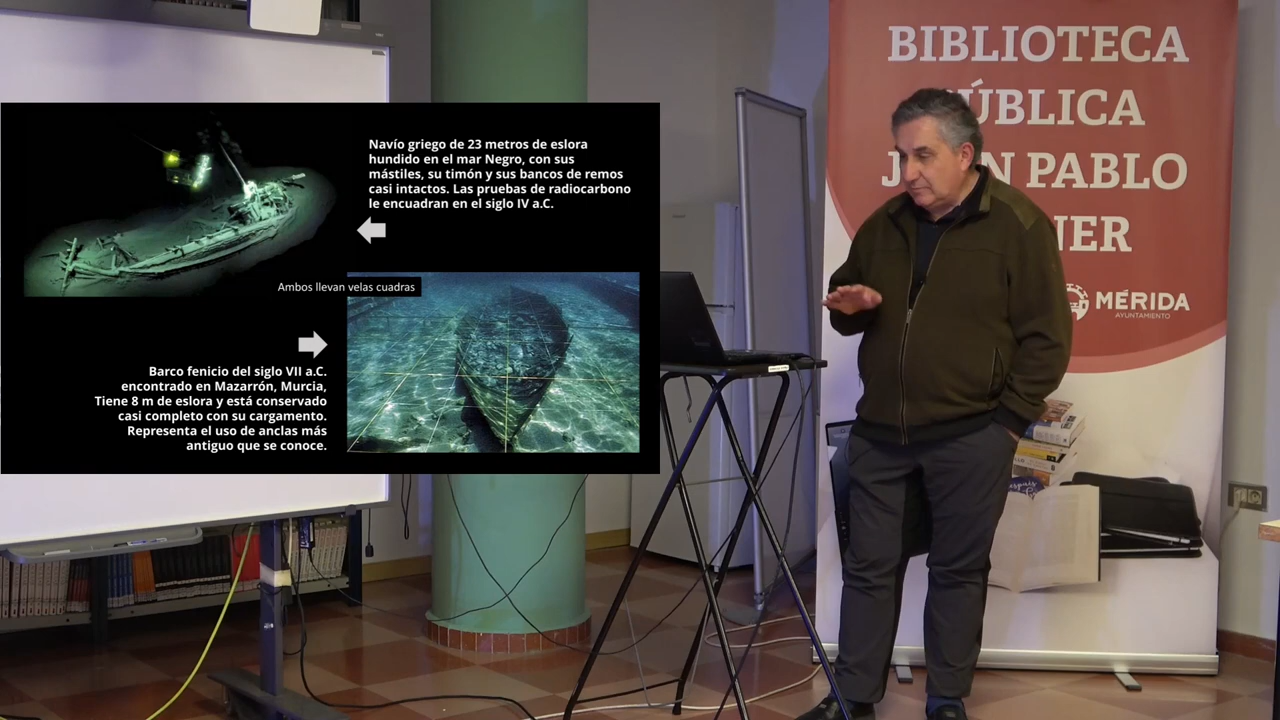 Navío griego de 23 metros de eslora
hundido en el mar Negro, con sus
mástiles, su timón y sus bancos de remos
casi intactos. Las pruebas de radiocarbono
le encuadran en el siglo IV a.C.
Ambos llevan velas cuadras
Barco fenicio del siglo VII a.C.
encontrado en Mazarrón, Murcia,
Tiene 8 m de eslora y está conservado
casi completo con su cargamento.
Representa el uso de anclas más
antiguo que se conoce.
BIBLIOTECA
ÚBLICA
J N PABLO
NER
MÉRIDA
AYUNTAMIENTO